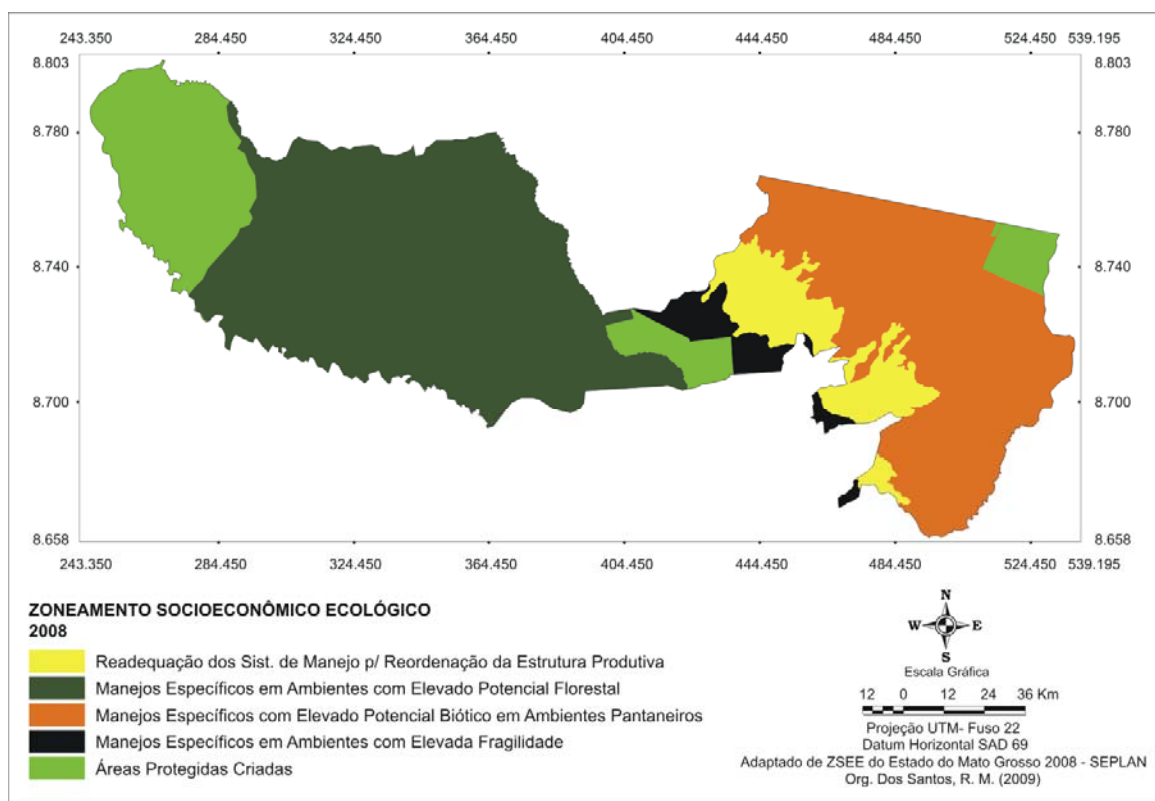 243.350 284.450 324.450 364.450 404.450 444.450 484.450 524.450 539.195
8.803 8.803
8.780 8.780
8.740 8.740
8.700 8.700
8.658 8.658
243.350 284.450 324.450 364.450 404.450 444.450 484.450 524.450 539.195
ZONEAMENTO SOCIOECONÔMICO ECOLÓGICO
2008
Readequação dos Sist. de Manejo p/ Reordenação da Estrutura Produtiva
Manejos Específicos em Ambientes com Elevado Potencial Florestal
Manejos Específicos com Elevado Potencial Biótico em Ambientes Pantaneiros
Manejos Específicos em Ambientes com Elevada Fragilidade
Áreas Protegidas Criadas
N
W E
S
Escala Gráfica
12 0 12 24 36 Km
Projeção UTM- Fuso 22
Datum Horizontal SAD 69
Adaptado de ZSEE do Estado do Mato Grosso 2008 - SEPLAN
Org. Dos Santos, R. M. (2009)